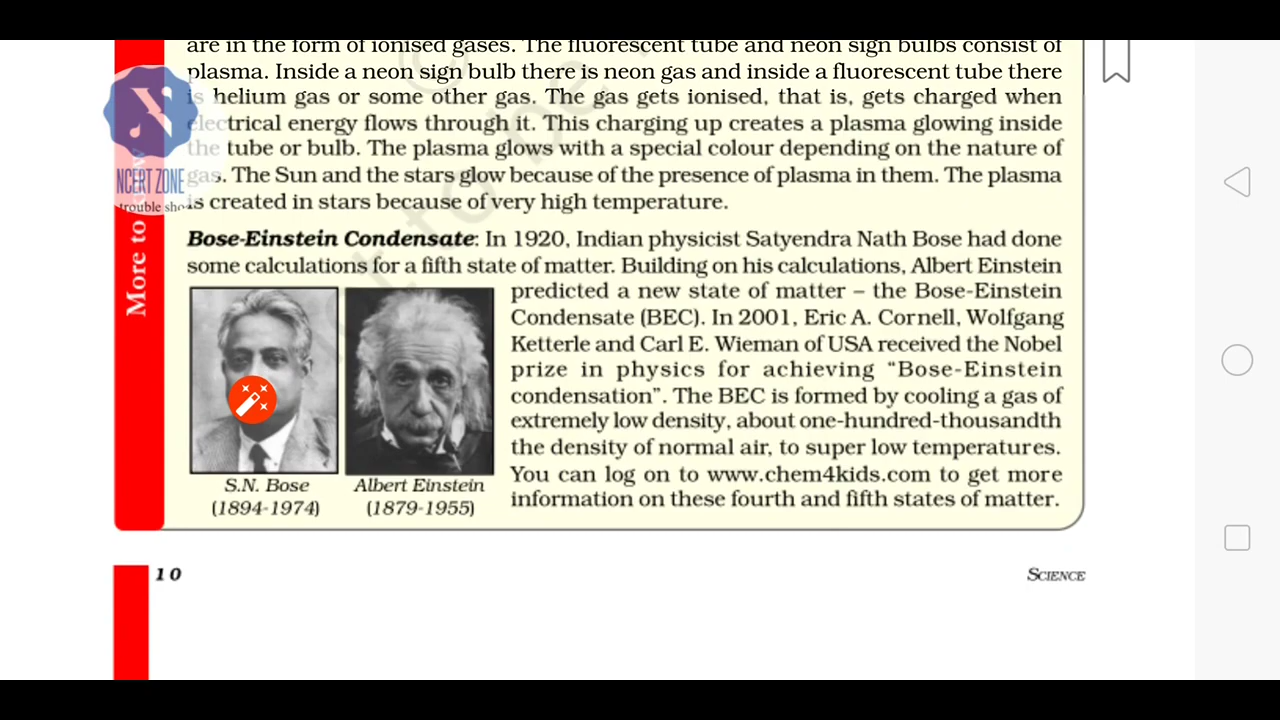 are in the form of ionised gases. The fluorescent tube and neon sign bulbs consist of
plasma. Inside a neon sign bulb there is neon gas and inside a fluorescent tube there
is helium gas or some other gas. The gas gets ionised, that is, gets charged when
electrical energy flows through it. This charging up creates a plasma glowing inside
the tube or bulb. The plasma glows with a special colour depending on the nature of
gas. The Sun and the stars glow because of the presence of plasma in them. The plasma
is created in stars because of very high temperature.
NCERT ZONE
trouble sho
More to
Bose-Einstein Condensate: In 1920, Indian physicist Satyendra Nath Bose had done
some calculations for a fifth state of matter. Building on his calculations, Albert Einstein
predicted a new state of matter – the Bose-Einstein
Condensate (BEC). In 2001, Eric A. Cornell, Wolfgang
Ketterle and Carl E. Wieman of USA received the Nobel
prize in physics for achieving “Bose-Einstein
condensation”. The BEC is formed by cooling a gas of
extremely low density, about one-hundred-thousandth
the density of normal air, to super low temperatures.
You can log on to www.chem4kids.com to get more
information on these fourth and fifth states of matter.
S.N. Bose
(1894-1974)
Albert Einstein
(1879-1955)
10
SCIENCE